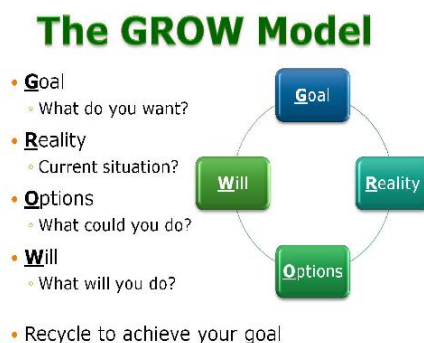 The GROW Model
• Goal
◦ What do you want?
• Reality
◦ Current situation?
• Options
◦ What could you do?
• Will
◦ What will you do?
• Recycle to achieve your goal
Goal
Will
Reality
Options